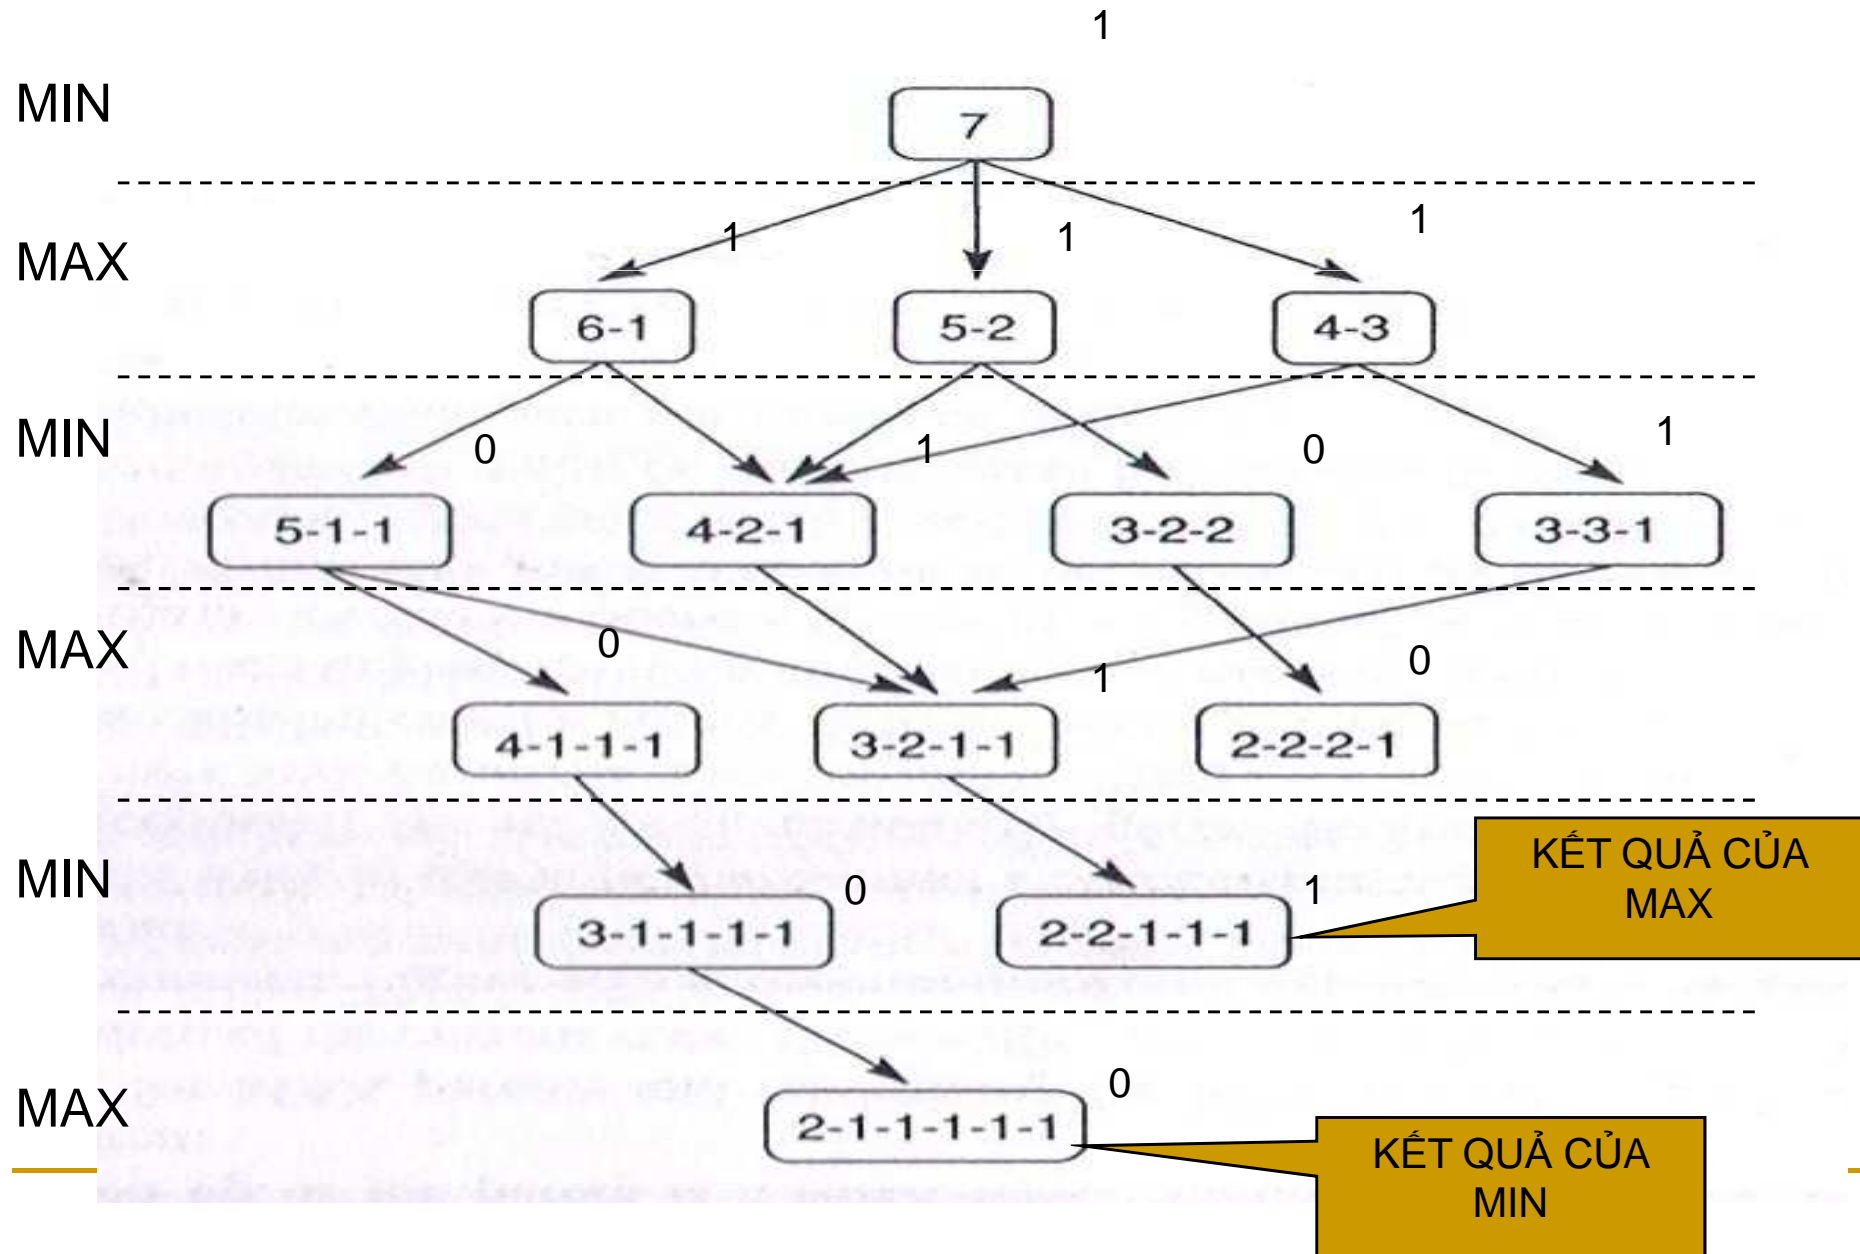 1
MIN
7
MAX
1
1
1
6-1
5-2
4-3
MIN
0
1
0
1
5-1-1
4-2-1
3-2-2
3-3-1
MAX
0
1
0
4-1-1-1
3-2-1-1
2-2-2-1
MIN
0
1
3-1-1-1-1
2-2-1-1-1
KẾT QUẢ CỦA
MAX
MAX
0
2-1-1-1-1-1
KẾT QUẢ CỦA
MIN